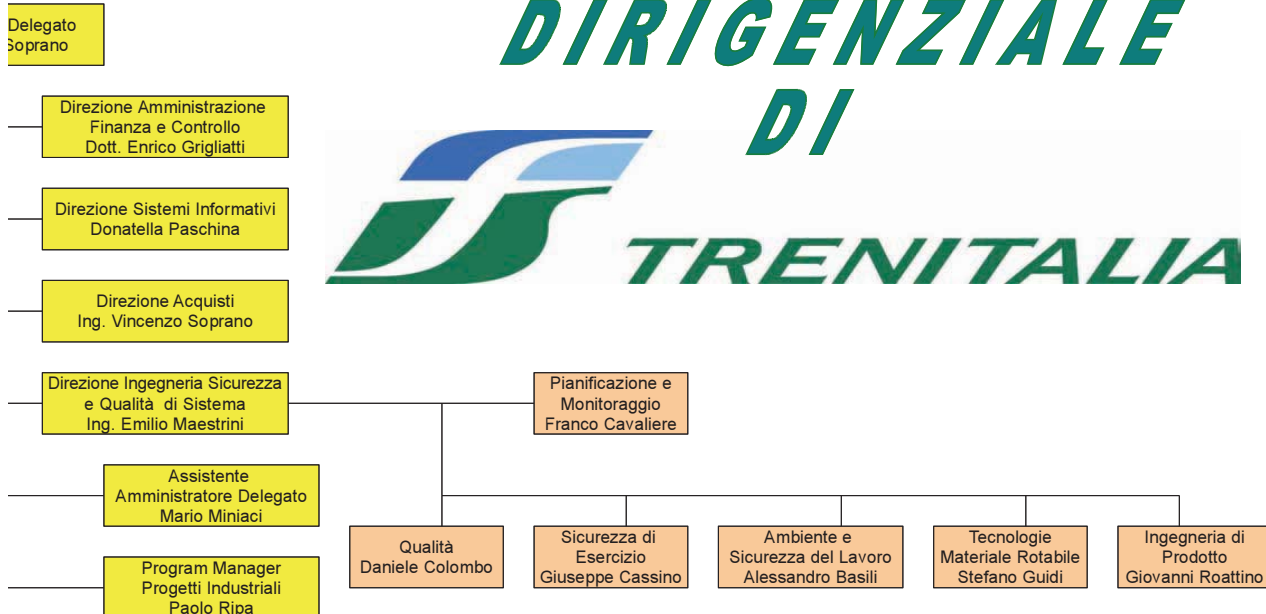 Delegato
Soprano
DIRIGENZIALE
DI
TRENITALIA
Direzione Amministrazione
Finanza e Controllo
Dott. Enrico Grigliatti
Direzione Sistemi Informativi
Donatella Paschina
Direzione Acquisti
Ing. Vincenzo Soprano
Direzione Ingegneria Sicurezza
e Qualità di Sistema
Ing. Emilio Maestrini
Pianificazione e
Monitoraggio
Franco Cavaliere
Assistente
Amministratore Delegato
Mario Miniaci
Qualità
Daniele Colombo
Sicurezza di
Esercizio
Giuseppe Cassino
Ambiente e
Sicurezza del Lavoro
Alessandro Basili
Tecnologie
Materiale Rotabile
Stefano Guidi
Ingegneria di
Prodotto
Giovanni Roattino
Program Manager
Progetti Industriali
Paolo Ripa